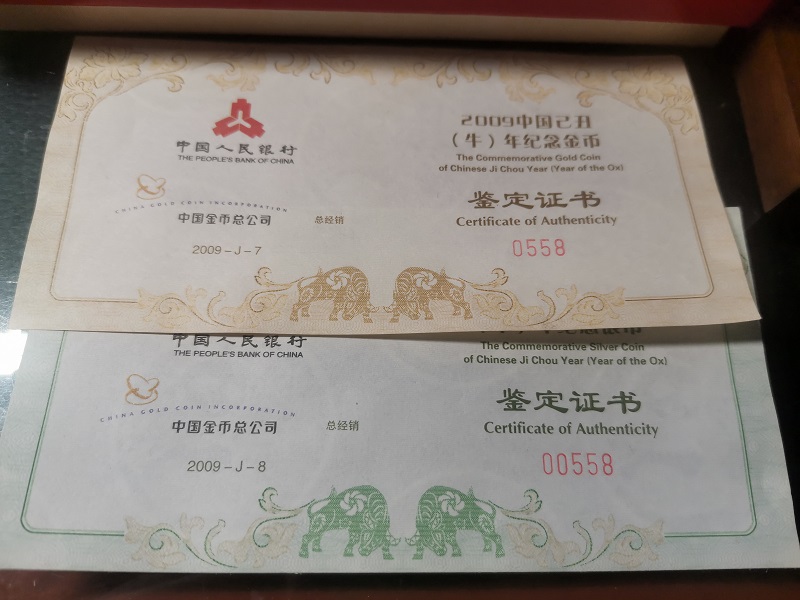 中国人民银行
THE PEOPLE'S BANK OF CHINA
CHINA GOLD COIN INCORPORATION
中国金币总公司
总经销
2009-J-7
2009中国己丑
(牛)年纪念金币
The Commemorative Gold Coin
of Chinese Ji Chou Year (Year of the Ox)
鉴定证书
Certificate of Authenticity
0558
中国人民银行
THE PEOPLE'S BANK OF CHINA
CHINA GOLD COIN INCORPORATION
中国金币总公司
总经销
2009-J-8
The Commemorative Silver Coin
of Chinese Ji Chou Year (Year of the Ox)
鉴定证书
Certificate of Authenticity
00558